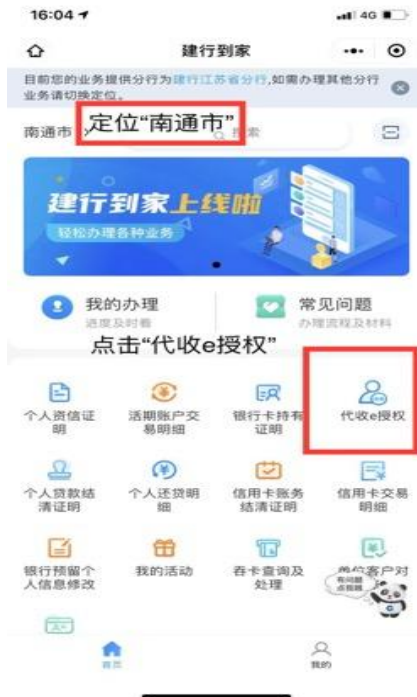 16:04
4G
建行到家
目前您的业务提供分行为建行江苏省分行,如需办理其他分行
业务请切换定位。
定位“南通市”
南通市
搜索
建行到家上线啦
轻松办理各种业务
我的办理
进度及时看
常见问题
办理流程及材料
点击“代收e授权”
个人资信证
明
活期账户交
易明细
银行卡持有
证明
代收e授权
个人贷款结
清证明
个人还贷明
细
信用卡账务
结清证明
信用卡交易
明细
银行预留个
人信息修改
我的活动
吞卡查询及
处理
单位客户对
有问题
点我哦
首页
我的